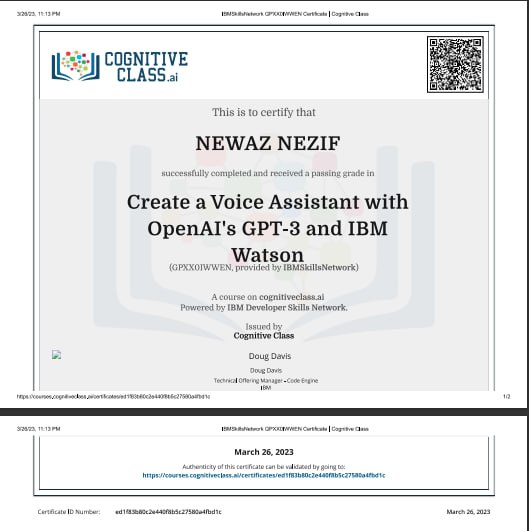 3/26/23, 11:13 PM IBMSkillsNetwork GPXX0IWWEN Certificate | Cognitive Class
COGNITIVE
CLASS.ai
This is to certify that
NEWAZ NEZIF
successfully completed and received a passing grade in
Create a Voice Assistant with
OpenAI's GPT-3 and IBM
Watson
(GPXX0IWWEN, provided by IBMSkillsNetwork)
A course on cognitiveclass.ai
Powered by IBM Developer Skills Network.
Issued by
Cognitive Class
Doug Davis
Doug Davis
Technical Offering Manager - Code Engine
IBM
https://courses.cognitiveclass.ai/certificates/ed1f83b80c2e440f8b5c27580a4fbd1c 1/2
3/26/23, 11:13 PM IBMSkillsNetwork GPXX0IWWEN Certificate | Cognitive Class
March 26, 2023
Authenticity of this certificate can be validated by going to:
https://courses.cognitiveclass.ai/certificates/ed1f83b80c2e440f8b5c27580a4fbd1c
Certificate ID Number: ed1f83b80c2e440f8b5c27580a4fbd1c March 26, 2023